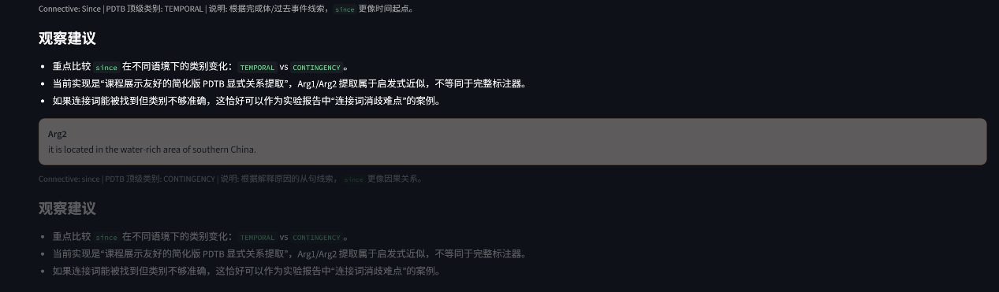 Connective: Since | PDTB 顶级类别: TEMPORAL | 说明: 根据完成体/过去事件线索， since 更像时间起点。
观察建议
• 重点比较 since 在不同语境下的类别变化：TEMPORAL vs CONTINGENCY 。
• 当前实现是“课程展示友好的简化版 PDTB 显式关系提取”，Arg1/Arg2 提取属于启发式近似，不等同于完整标注器。
• 如果连接词能被找到但类别不够准确，这恰好可以作为实验报告中“连接词消歧难点”的案例。
Arg2
it is located in the water-rich area of southern China.
Connective: since | PDTB 顶级类别: CONTINGENCY | 说明: 根据解释原因的从句线索， since 更像因果关系。
观察建议
• 重点比较 since 在不同语境下的类别变化：TEMPORAL vs CONTINGENCY 。
• 当前实现是“课程展示友好的简化版 PDTB 显式关系提取”，Arg1/Arg2 提取属于启发式近似，不等同于完整标注器。
• 如果连接词能被找到但类别不够准确，这恰好可以作为实验报告中“连接词消歧难点”的案例。